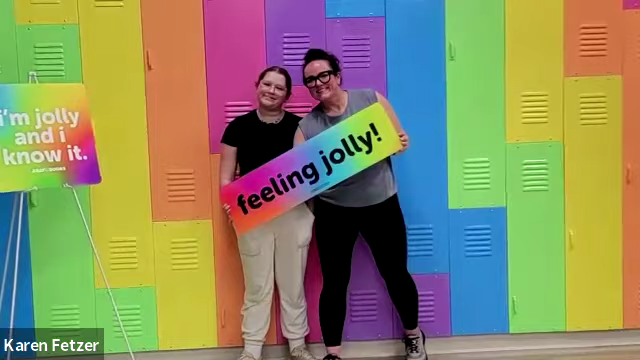 i'm jolly
and i
know it.
feeling jolly!
Karen Fetzer